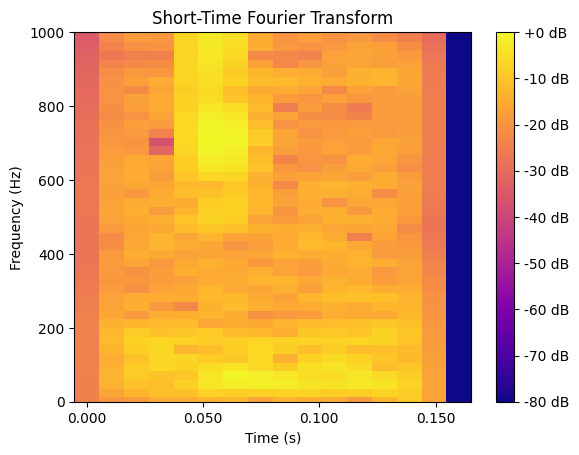 Short-Time Fourier Transform
1000
800
600
400
200
0
Frequency (Hz)
0.000
0.050
0.100
0.150
Time (s)
+0 dB
-10 dB
-20 dB
-30 dB
-40 dB
-50 dB
-60 dB
-70 dB
-80 dB